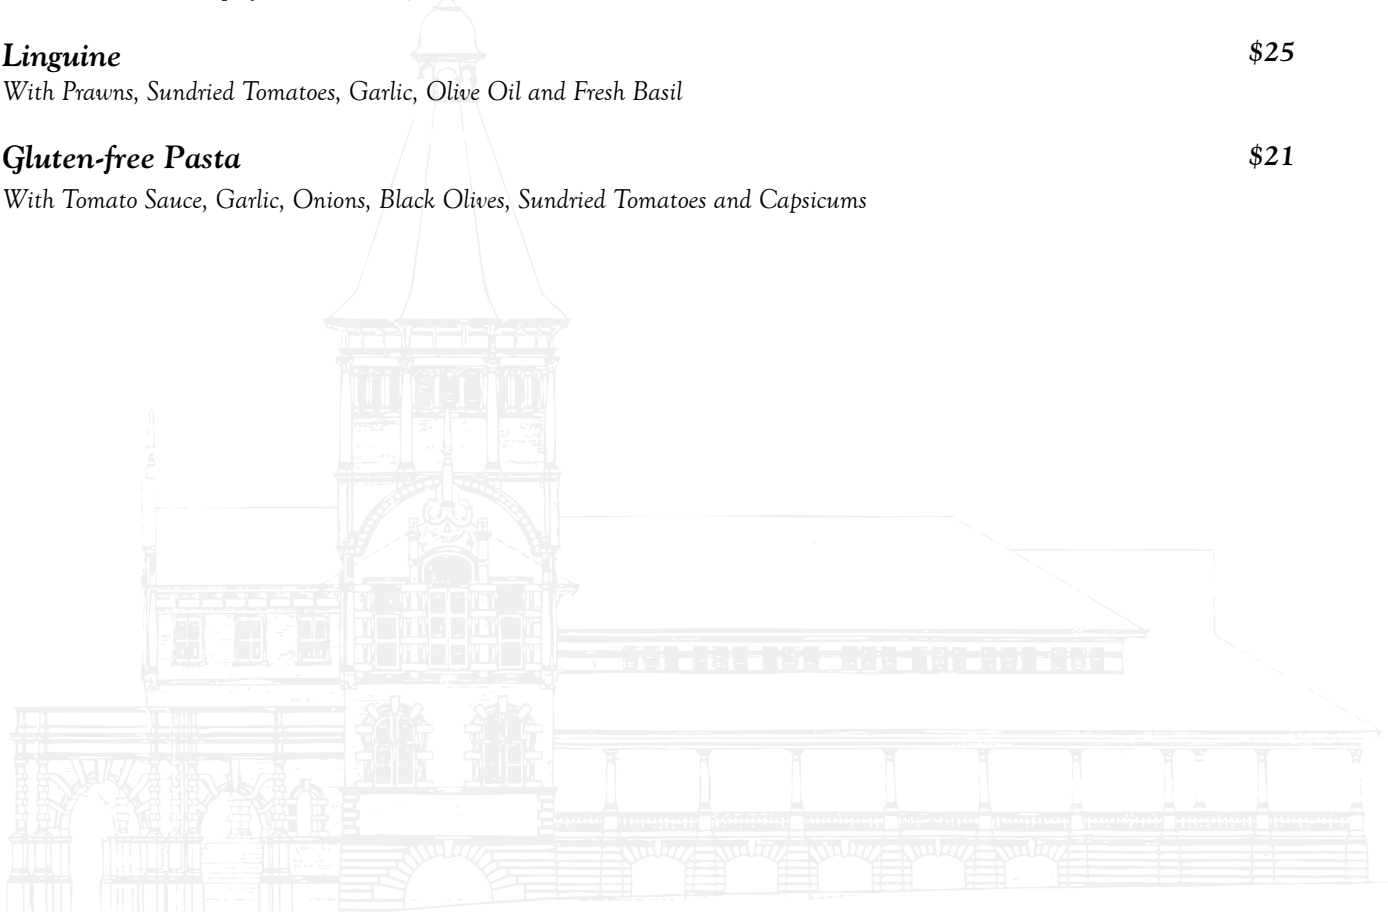 Linguine $25
With Prawns, Sundried Tomatoes, Garlic, Olive Oil and Fresh Basil
Gluten-free Pasta $21
With Tomato Sauce, Garlic, Onions, Black Olives, Sundried Tomatoes and Capsicums